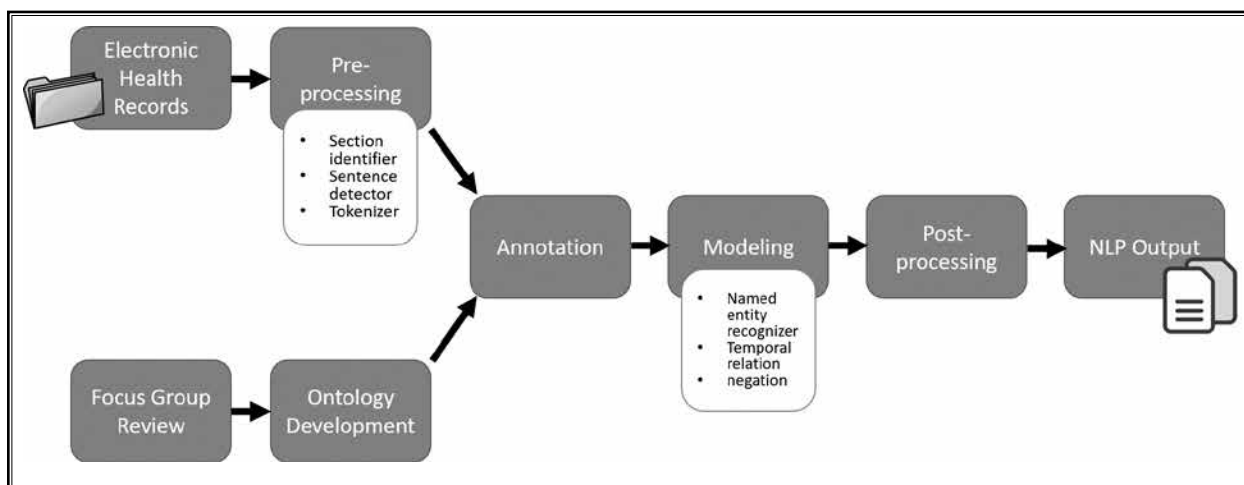 Electronic
Health
Records
Pre-
processing
• Section
identifier
• Sentence
detector
• Tokenizer
Annotation
Modeling
• Named
entity
recognizer
• Temporal
relation
• negation
Post-
processing
NLP Output
Focus Group
Review
Ontology
Development